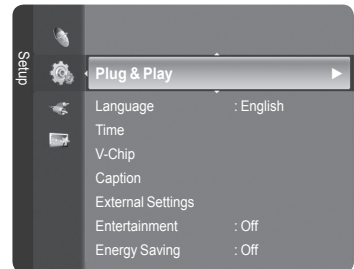 Setup
Plug & Play
Language : English
Time
V-Chip
Caption
External Settings
Entertainment : Off
Energy Saving : Off